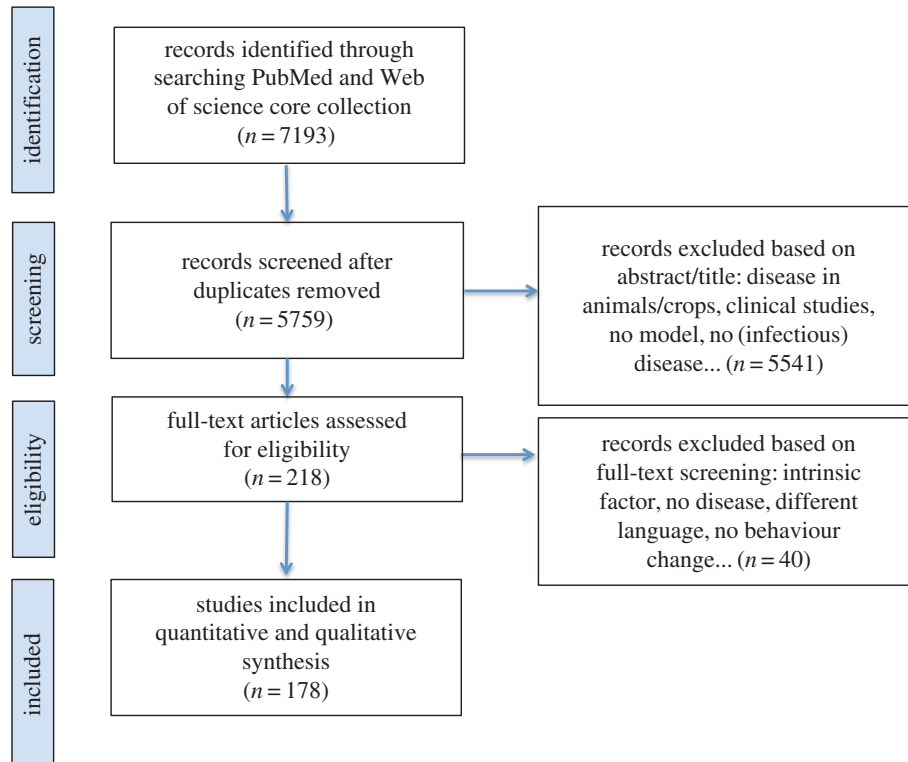 identification
records identified through
searching PubMed and Web
of science core collection
(n = 7193)
screening
records screened after
duplicates removed
(n = 5759)
records excluded based on
abstract/title: disease in
animals/crops, clinical studies,
no model, no (infectious)
disease... (n = 5541)
eligibility
full-text articles assessed
for eligibility
(n = 218)
records excluded based on
full-text screening: intrinsic
factor, no disease, different
language, no behaviour
change... (n = 40)
included
studies included in
quantitative and qualitative
synthesis
(n = 178)